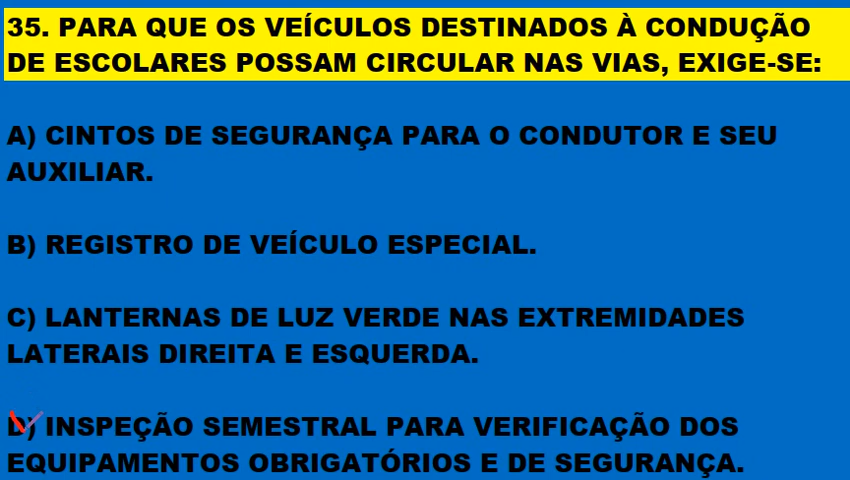 35. PARA QUE OS VEÍCULOS DESTINADOS À CONDUÇÃO
DE ESCOLARES POSSAM CIRCULAR NAS VIAS, EXIGE-SE:
A) CINTOS DE SEGURANÇA PARA O CONDUTOR E SEU
AUXILIAR.
B) REGISTRO DE VEÍCULO ESPECIAL.
C) LANTERNAS DE LUZ VERDE NAS EXTREMIDADES
LATERAIS DIREITA E ESQUERDA.
D) INSPEÇÃO SEMESTRAL PARA VERIFICAÇÃO DOS
EQUIPAMENTOS OBRIGATÓRIOS E DE SEGURANÇA.